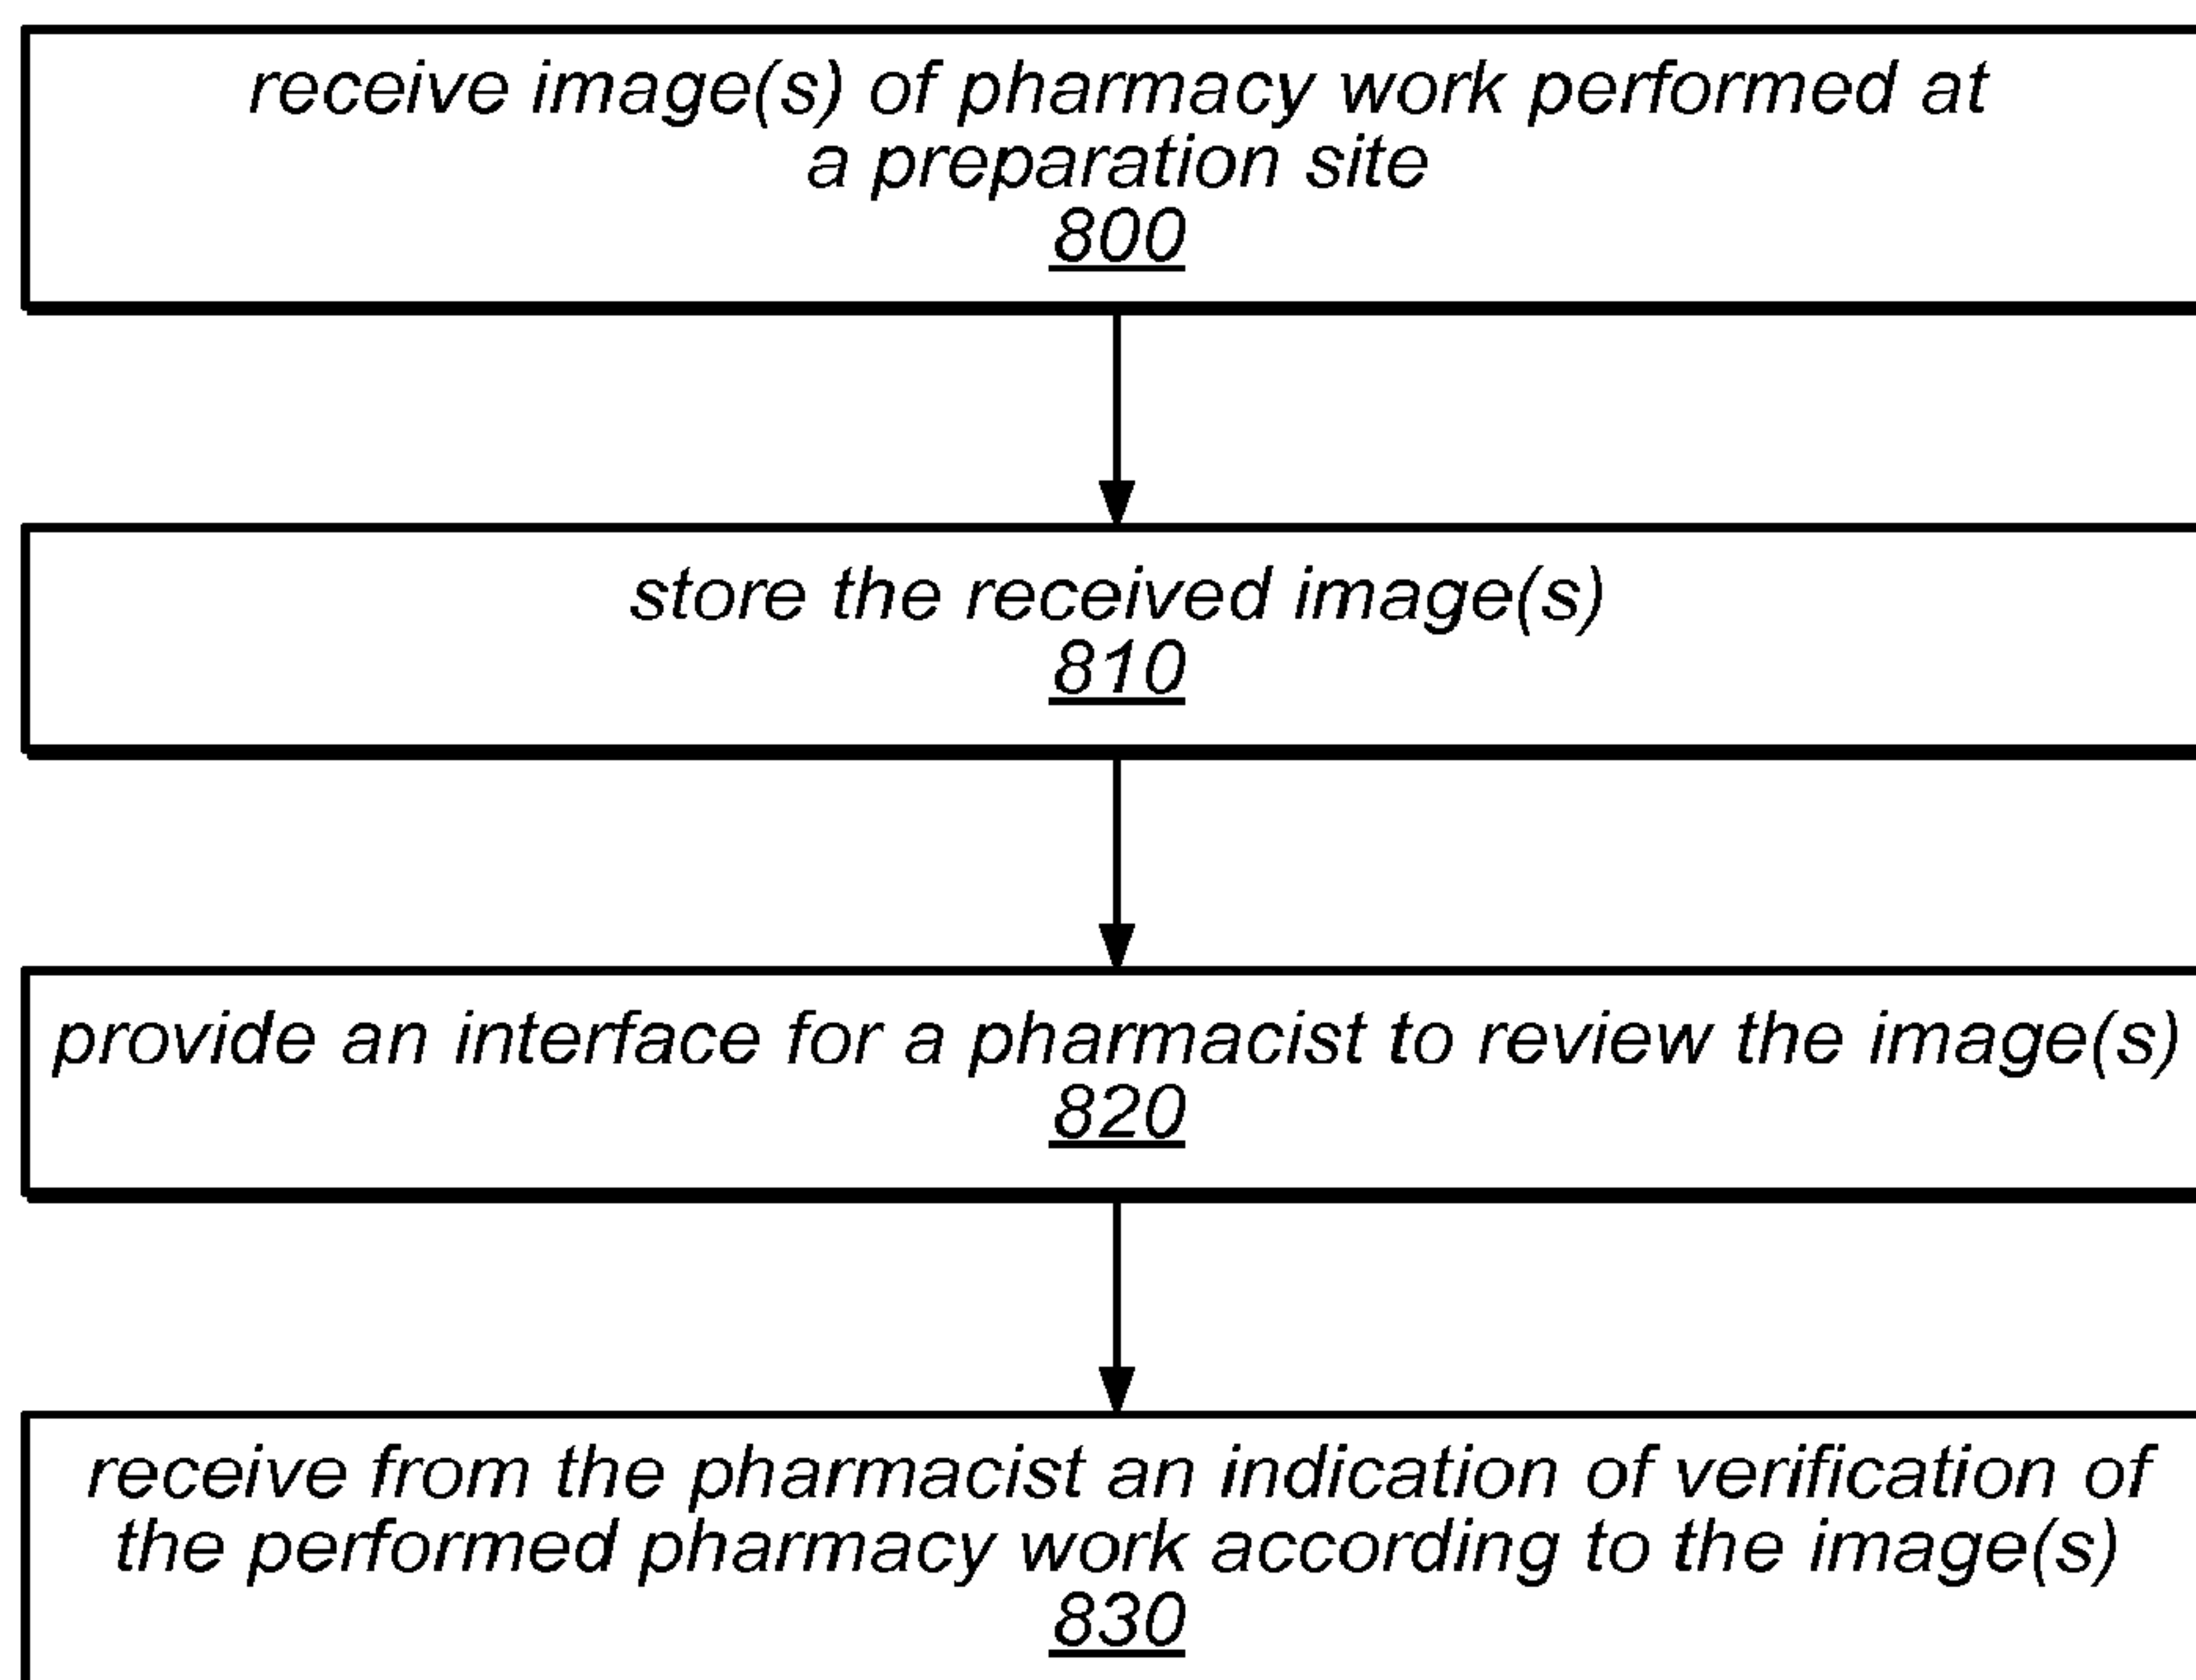 receive image(s) of pharmacy work performed at
a preparation site
800
store the received image(s)
810
provide an interface for a pharmacist to review the image(s)
820
receive from the pharmacist an indication of verification of
the performed pharmacy work according to the image(s)
830